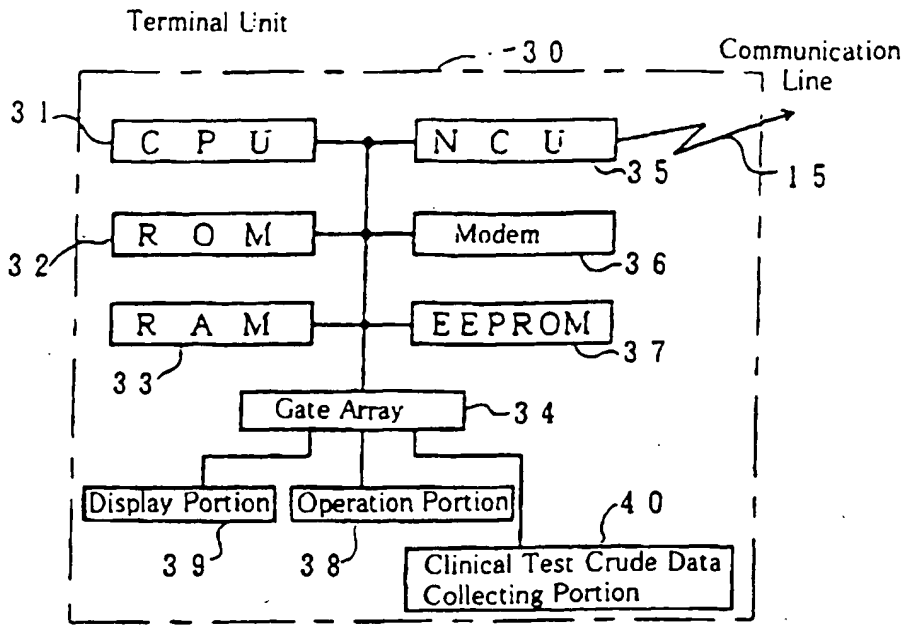 Terminal Unit
30
Communication
Line
31
CPU
NCU
35
15
ROM
32
Modem
36
RAM
33
EEPROM
37
Gate Array
34
Display Portion
39
Operation Portion
38
40
Clinical Test Crude Data
Collecting Portion